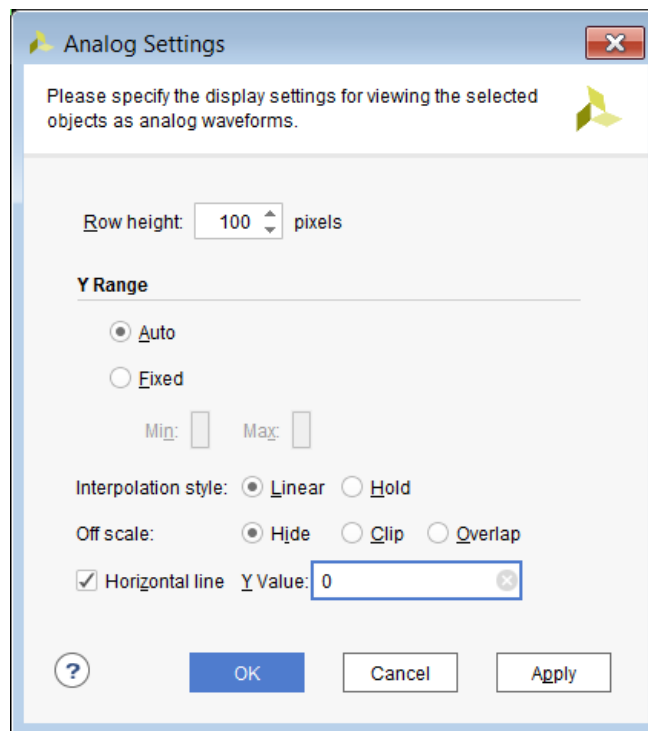 Analog Settings
Please specify the display settings for viewing the selected
objects as analog waveforms.
Row height: 100 pixels
Y Range
Auto
Fixed
Min: Max:
Interpolation style: Linear Hold
Off scale: Hide Clip Overlap
Horizontal line Y Value: 0
? OK Cancel Apply